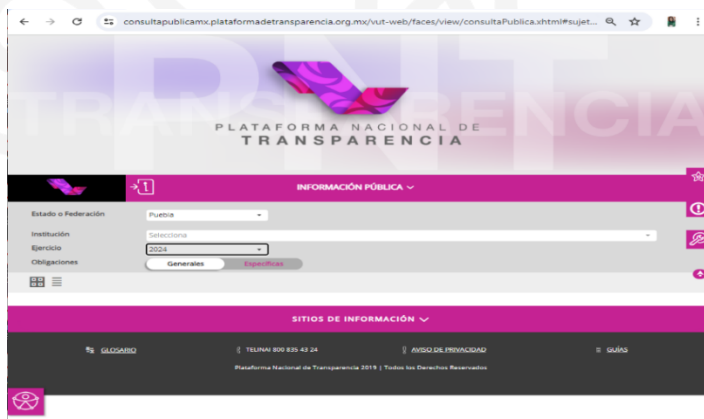 consultapublicamx.plataformadetransparencia.org.mx/vut-web/faces/view/consultaPublica.xhtml#sujet...
PNT
TRANSPARENCIA
PLATAFORMA NACIONAL DE
TRANSPARENCIA
INFORMACIÓN PÚBLICA
Estado o Federación
Puebla
Institución
Selecciona
Ejercicio
2024
Obligaciones
Generales
Específicas
SITIOS DE INFORMACIÓN
GLOSARIO
TELINAI 800 835 43 24
AVISO DE PRIVACIDAD
GUÍAS
Plataforma Nacional de Transparencia 2019 | Todos los Derechos Reservados